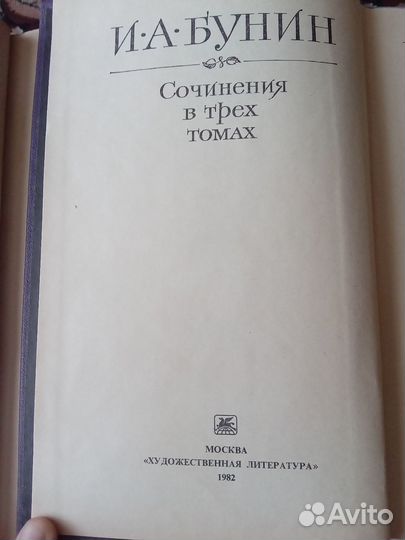 И·А·БУНИН
Сочинения
в трех
томах
МОСКВА
«ХУДОЖЕСТВЕННАЯ ЛИТЕРАТУРА»
1982
Avito